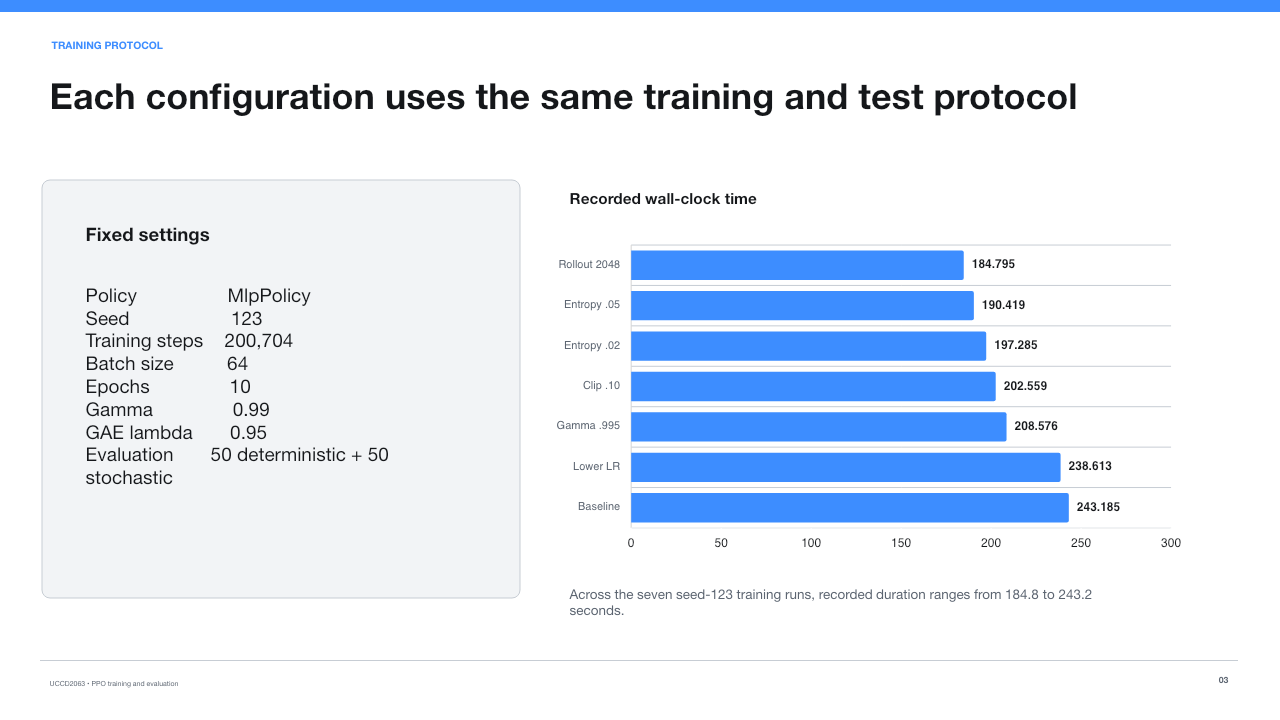 TRAINING PROTOCOL
Each configuration uses the same training and test protocol
Fixed settings
Policy MlpPolicy
Seed 123
Training steps 200,704
Batch size 64
Epochs 10
Gamma 0.99
GAE lambda 0.95
Evaluation 50 deterministic + 50
stochastic
Recorded wall-clock time
Rollout 2048 184.795
Entropy .05 190.419
Entropy .02 197.285
Clip .10 202.559
Gamma .995 208.576
Lower LR 238.613
Baseline 243.185
0 50 100 150 200 250 300
Across the seven seed-123 training runs, recorded duration ranges from 184.8 to 243.2
seconds.
UCCD2063 • PPO training and evaluation
03